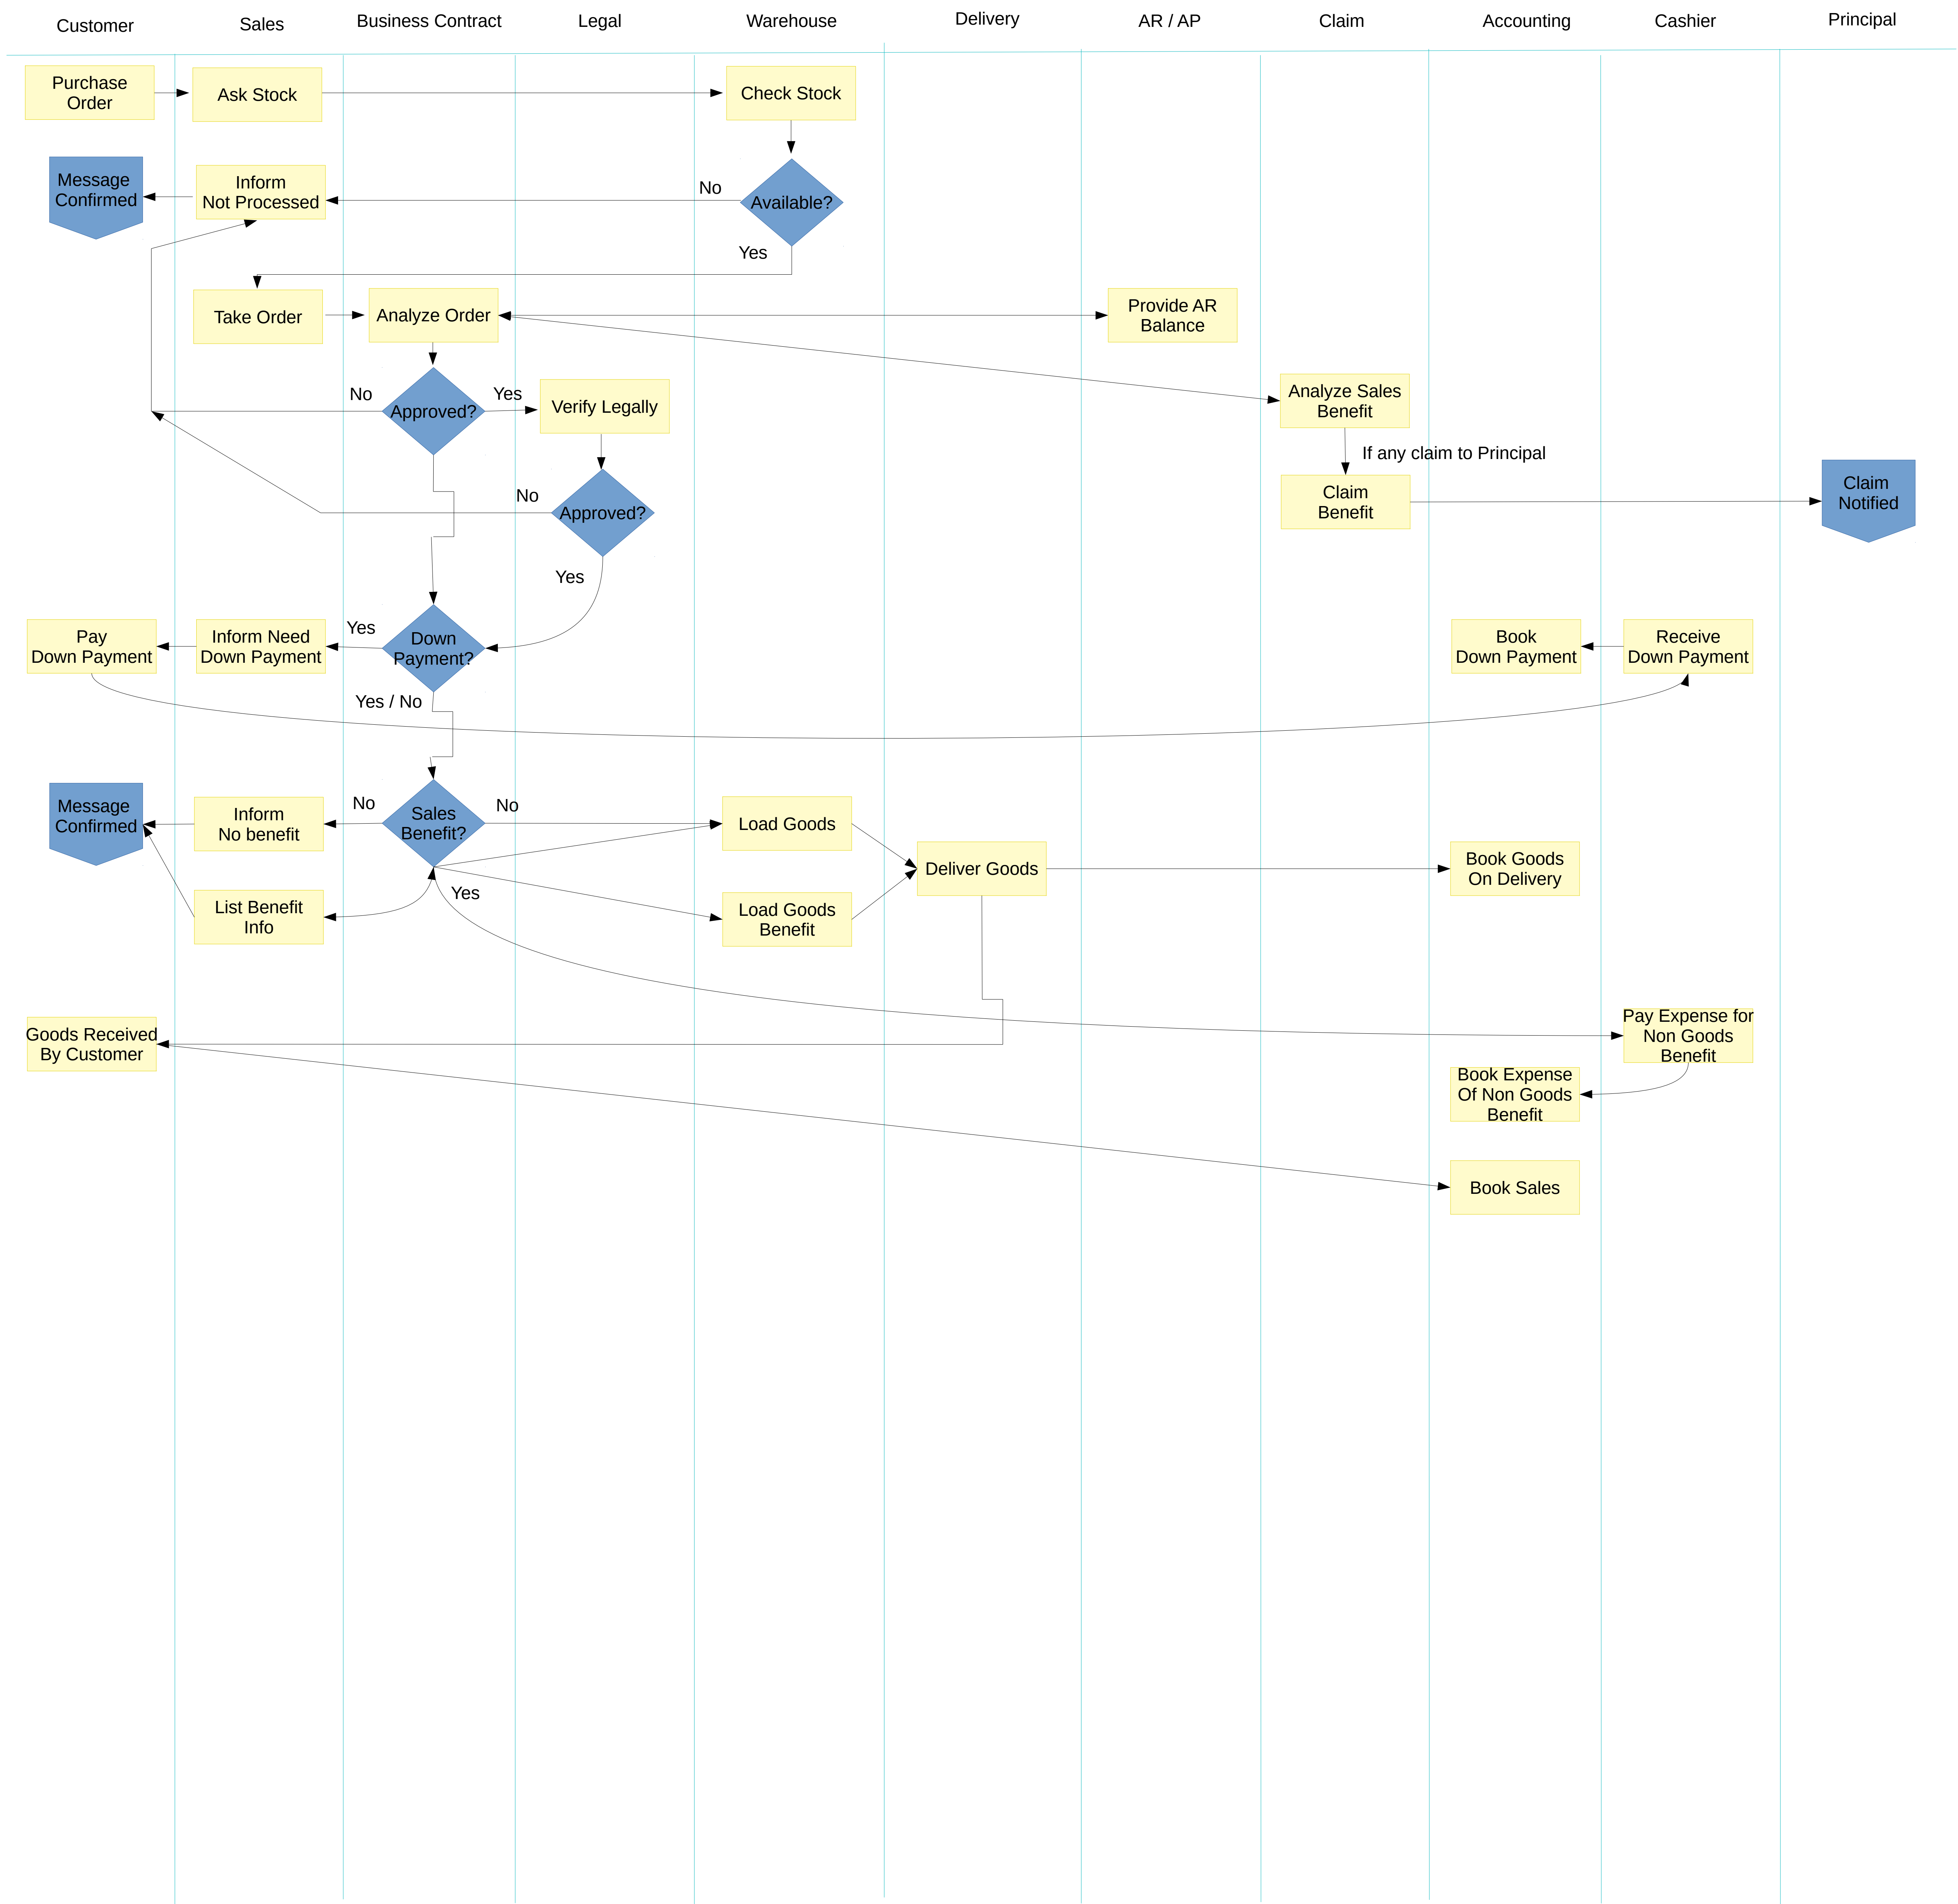 Customer
Sales
Business Contract
Legal
Warehouse
Delivery
AR / AP
Claim
Accounting
Cashier
Principal
Purchase
Order
Ask Stock
Check Stock
Message
Confirmed
Inform
Not Processed
No
Available?
Yes
Take Order
Analyze Order
Provide AR
Balance
No
Approved?
Yes
Verify Legally
Analyze Sales
Benefit
If any claim to Principal
No
Approved?
Claim
Benefit
Claim
Notified
Yes
Pay
Down Payment
Inform Need
Down Payment
Yes
Down
Payment?
Book
Down Payment
Receive
Down Payment
Yes / No
Message
Confirmed
Inform
No benefit
No
Sales
Benefit?
No
Load Goods
Deliver Goods
Book Goods
On Delivery
List Benefit
Info
Yes
Load Goods
Benefit
Goods Received
By Customer
Pay Expense for
Non Goods
Benefit
Book Expense
Of Non Goods
Benefit
Book Sales